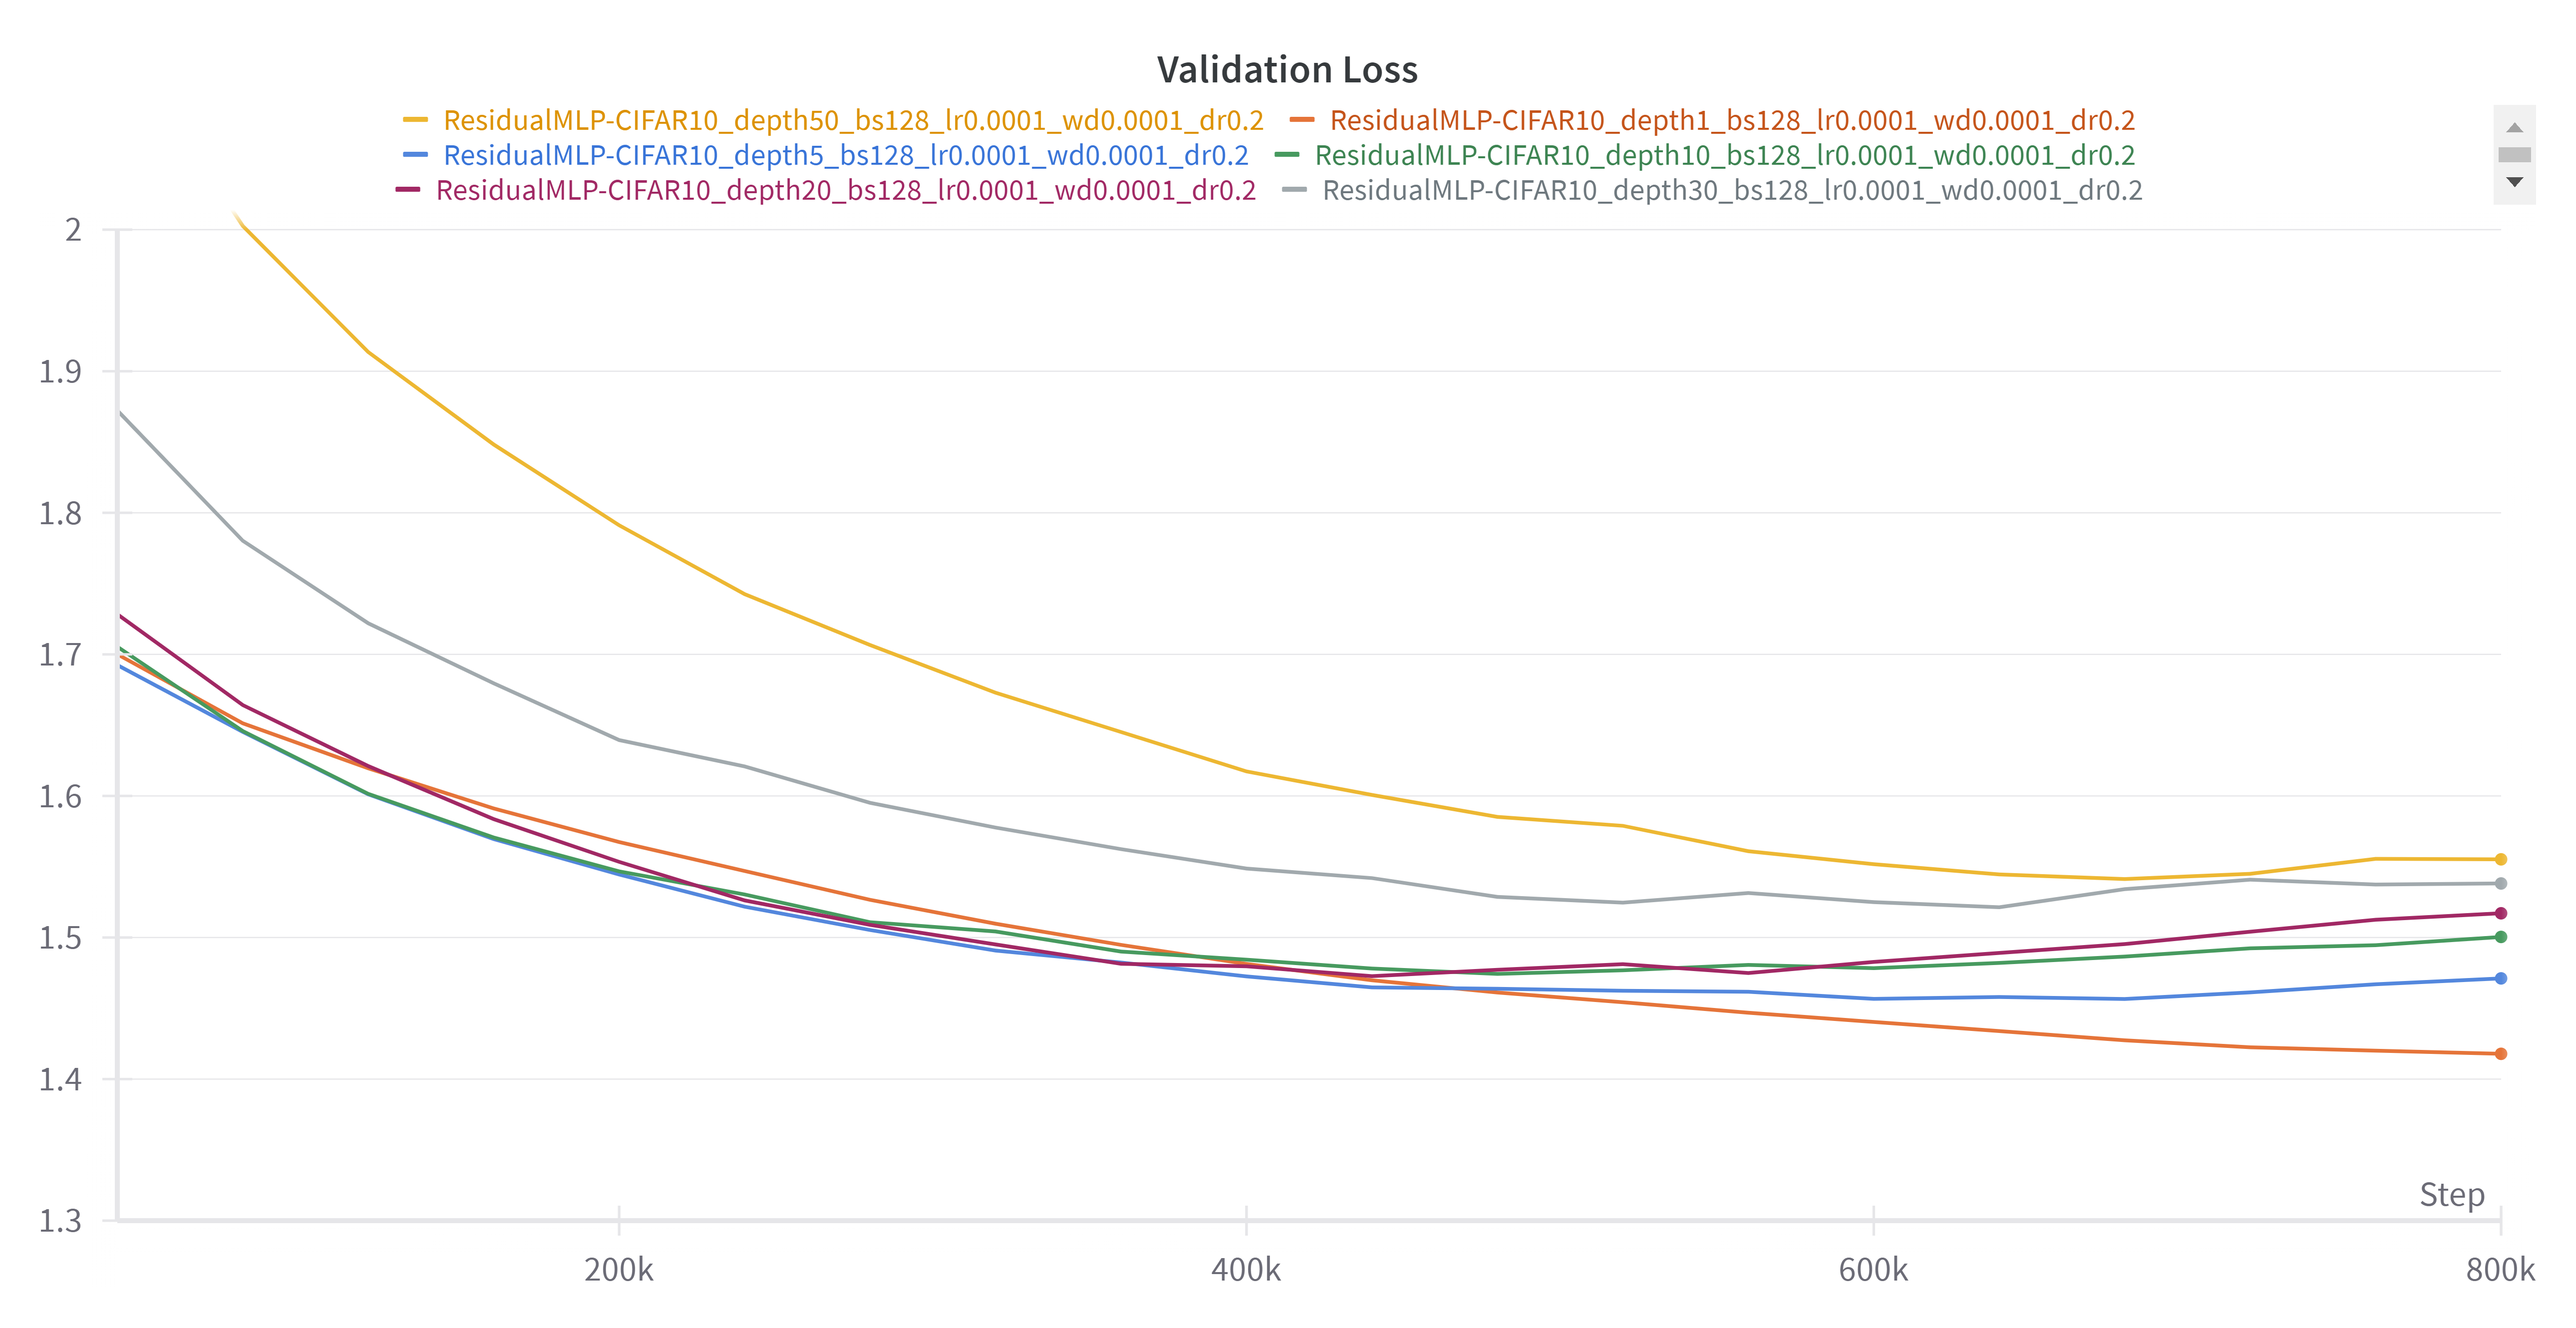 Validation Loss
ResidualMLP-CIFAR10_depth50_bs128_lr0.0001_wd0.0001_dr0.2 ResidualMLP-CIFAR10_depth1_bs128_lr0.0001_wd0.0001_dr0.2
ResidualMLP-CIFAR10_depth5_bs128_lr0.0001_wd0.0001_dr0.2 ResidualMLP-CIFAR10_depth10_bs128_lr0.0001_wd0.0001_dr0.2
ResidualMLP-CIFAR10_depth20_bs128_lr0.0001_wd0.0001_dr0.2 ResidualMLP-CIFAR10_depth30_bs128_lr0.0001_wd0.0001_dr0.2
2
1.9
1.8
1.7
1.6
1.5
1.4
1.3
Step
200k 400k 600k 800k